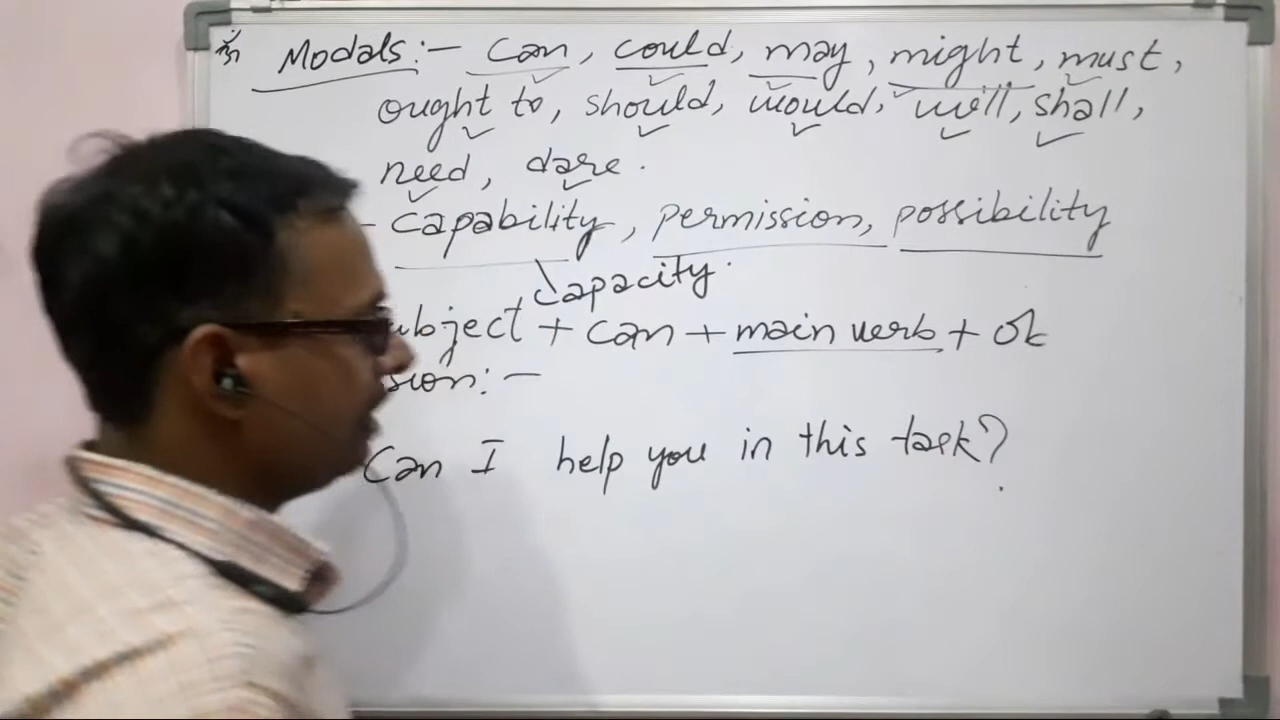 ॐ Modals:- Can, could, may, might, must,
ought to, should, would, will, shall,
need, dare.
- capability, permission, possibility
capacity.
ubject + can + main verb + ok
sion:-
Can I help you in this task?